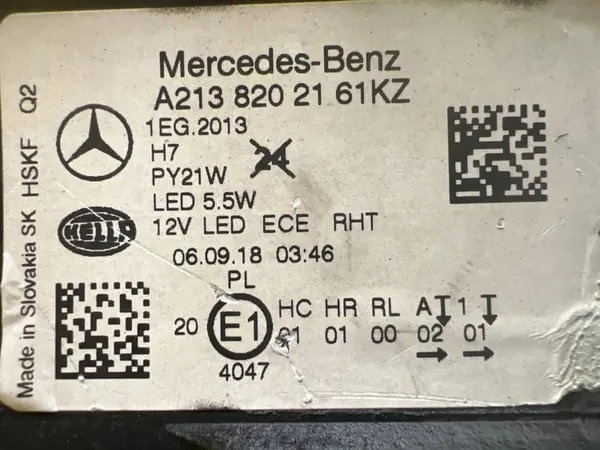 Mercedes-Benz
A213 820 21 61KZ
1EG.2013
H7 24
PY21W
LED 5.5W
12V LED ECE RHT
06.09.18 03:46
PL
HELLA
Made in Slovakia SK HSKF Q2
20 E1 HC HR RL A 1
01 01 00 02 01
4047